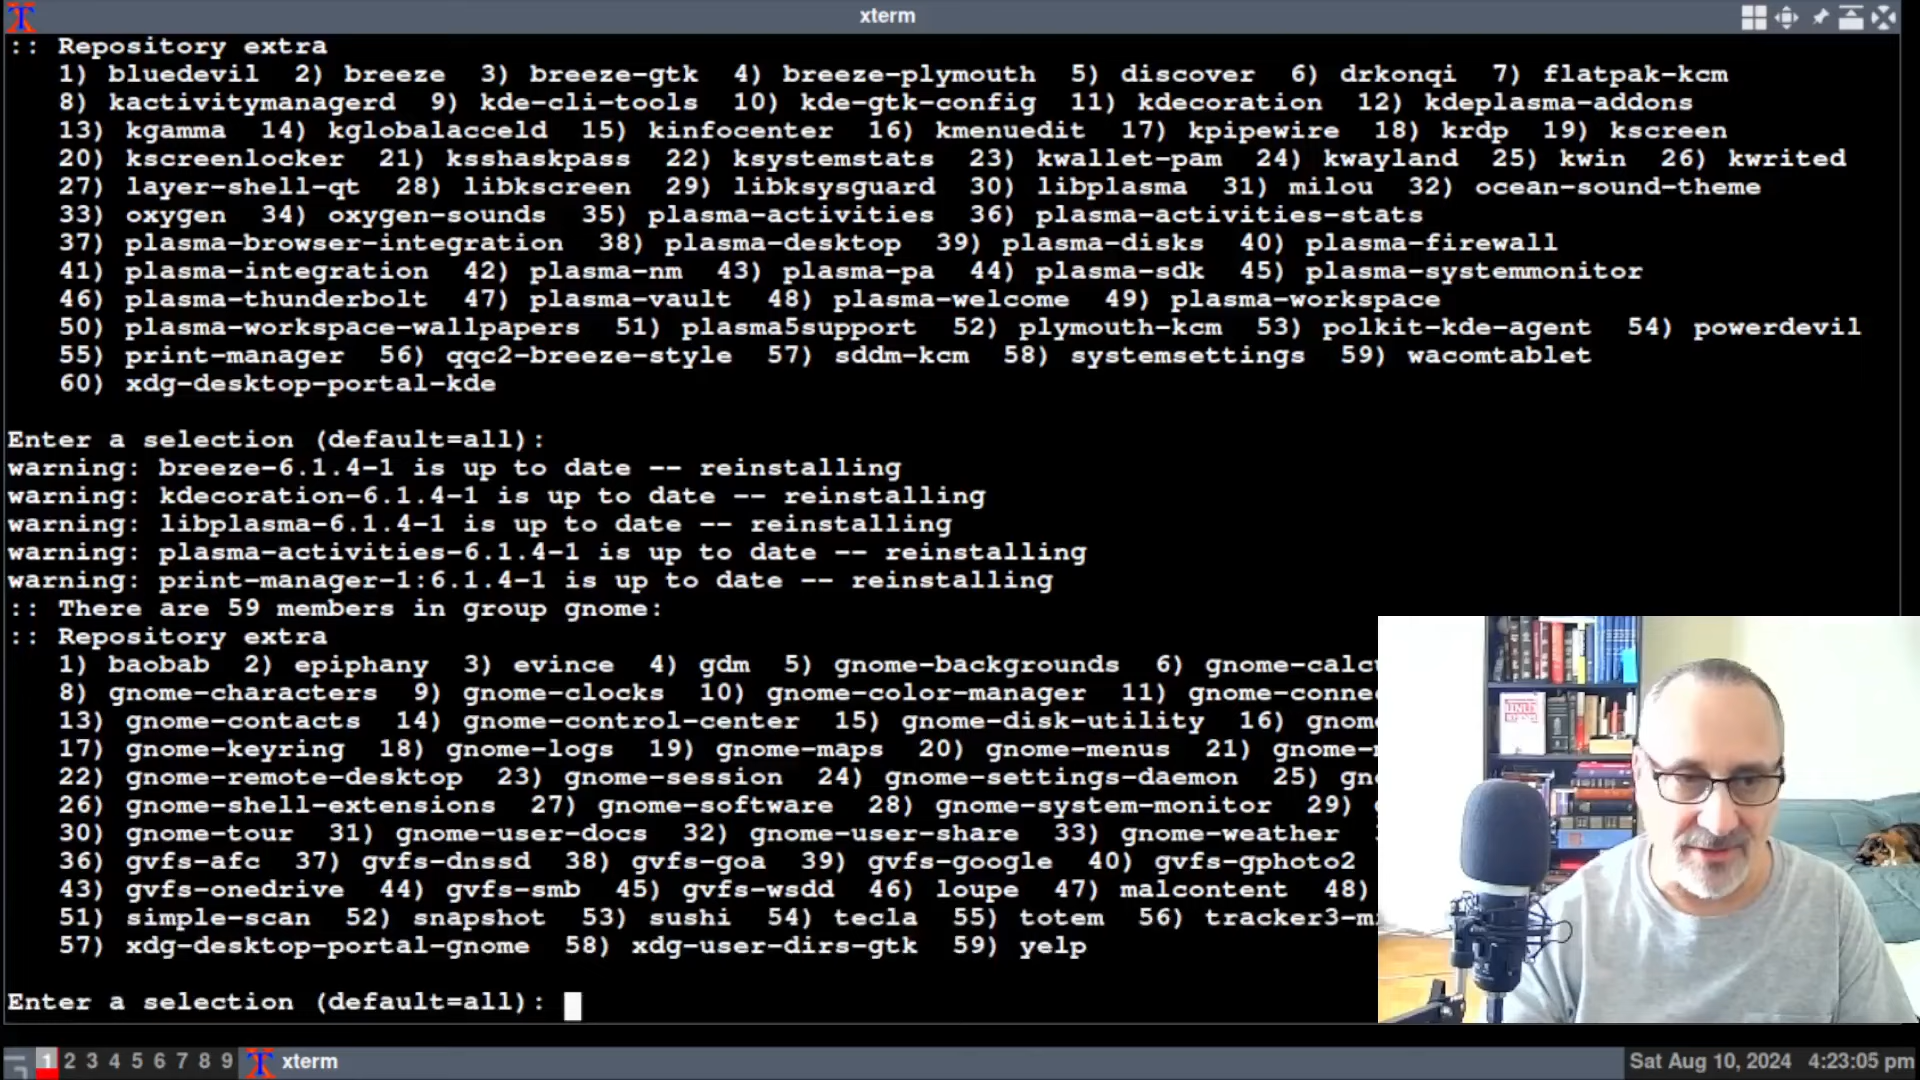 xterm
:: Repository extra
1) bluedevil 2) breeze 3) breeze-gtk 4) breeze-plymouth 5) discover 6) drkonqi 7) flatpak-kcm
8) kactivitymanagerd 9) kde-cli-tools 10) kde-gtk-config 11) kdecoration 12) kdeplasma-addons
13) kgamma 14) kglobalacceld 15) kinfocenter 16) kmenuedit 17) kpipewire 18) krdp 19) kscreen
20) kscreenlocker 21) ksshaskpass 22) ksystemstats 23) kwallet-pam 24) kwayland 25) kwin 26) kwrited
27) layer-shell-qt 28) libkscreen 29) libksysguard 30) libplasma 31) milou 32) ocean-sound-theme
33) oxygen 34) oxygen-sounds 35) plasma-activities 36) plasma-activities-stats
37) plasma-browser-integration 38) plasma-desktop 39) plasma-disks 40) plasma-firewall
41) plasma-integration 42) plasma-nm 43) plasma-pa 44) plasma-sdk 45) plasma-systemmonitor
46) plasma-thunderbolt 47) plasma-vault 48) plasma-welcome 49) plasma-workspace
50) plasma-workspace-wallpapers 51) plasma5support 52) plymouth-kcm 53) polkit-kde-agent 54) powerdevil
55) print-manager 56) qqc2-breeze-style 57) sddm-kcm 58) systemsettings 59) wacomtablet
60) xdg-desktop-portal-kde
Enter a selection (default=all):
warning: breeze-6.1.4-1 is up to date -- reinstalling
warning: kdecoration-6.1.4-1 is up to date -- reinstalling
warning: libplasma-6.1.4-1 is up to date -- reinstalling
warning: plasma-activities-6.1.4-1 is up to date -- reinstalling
warning: print-manager-1:6.1.4-1 is up to date -- reinstalling
:: There are 59 members in group gnome:
:: Repository extra
1) baobab 2) epiphany 3) evince 4) gdm 5) gnome-backgrounds 6) gnome-calcu
8) gnome-characters 9) gnome-clocks 10) gnome-color-manager 11) gnome-connec
13) gnome-contacts 14) gnome-control-center 15) gnome-disk-utility 16) gnome
17) gnome-keyring 18) gnome-logs 19) gnome-maps 20) gnome-menus 21) gnome-
22) gnome-remote-desktop 23) gnome-session 24) gnome-settings-daemon 25) gno
26) gnome-shell-extensions 27) gnome-software 28) gnome-system-monitor 29)
30) gnome-tour 31) gnome-user-docs 32) gnome-user-share 33) gnome-weather
36) gvfs-afc 37) gvfs-dnssd 38) gvfs-goa 39) gvfs-google 40) gvfs-gphoto2
43) gvfs-onedrive 44) gvfs-smb 45) gvfs-wsdd 46) loupe 47) malcontent 48)
51) simple-scan 52) snapshot 53) sushi 54) tecla 55) totem 56) tracker3-mi
57) xdg-desktop-portal-gnome 58) xdg-user-dirs-gtk 59) yelp
Enter a selection (default=all):
1 2 3 4 5 6 7 8 9 xterm Sat Aug 10, 2024 4:23:05 pm